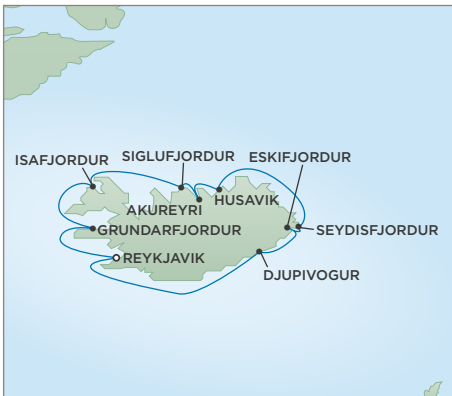 ISAFJORDUR
SIGLUFJORDUR
ESKIFJORDUR
AKUREYRI
HUSAVIK
GRUNDARFJORDUR
SEYDISFJORDUR
REYKJAVIK
DJUPIVOGUR